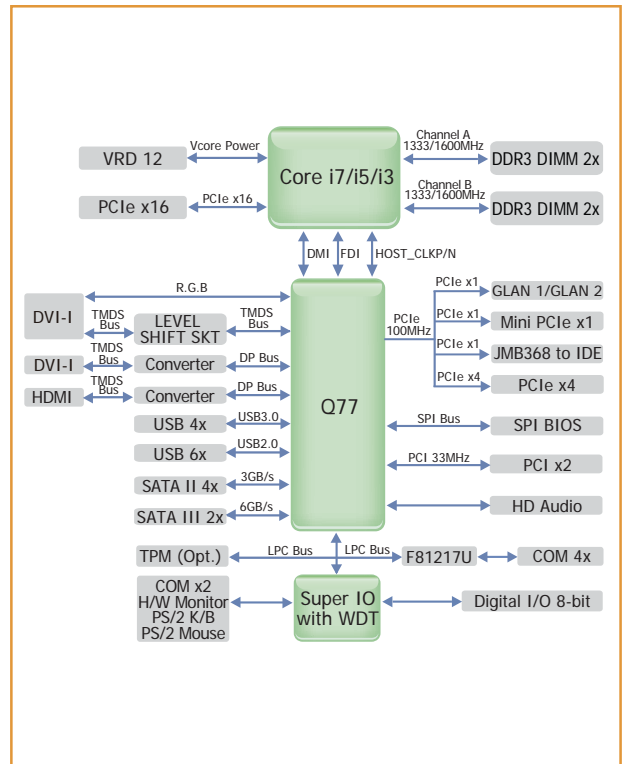 Channel A
1333/1600MHz
Vcore Power
VRD 12
DDR3 DIMM 2x
Core i7/i5/i3
Channel B
1333/1600MHz
PCIe x16
PCIe x16
DDR3 DIMM 2x
DMI
FDI
HOST_CLKP/N
R.G.B
DVI-I
TMDS
Bus
LEVEL
SHIFT SKT
TMDS
Bus
DVI-I
TMDS
Bus
Converter
DP Bus
HDMI
TMDS
Bus
Converter
DP Bus
USB 4x
USB3.0
USB 6x
USB2.0
SATA II 4x
3GB/s
SATA III 2x
6GB/s
Q77
PCIe
100MHz
PCIe x1
GLAN 1/GLAN 2
PCIe x1
Mini PCIe x1
PCIe x1
JMB368 to IDE
PCIe x4
PCIe x4
SPI Bus
SPI BIOS
PCI 33MHz
PCI x2
HD Audio
TPM (Opt.)
LPC Bus
LPC Bus
F81217U
COM 4x
COM x2
H/W Monitor
PS/2 K/B
PS/2 Mouse
Super IO
with WDT
Digital I/O 8-bit